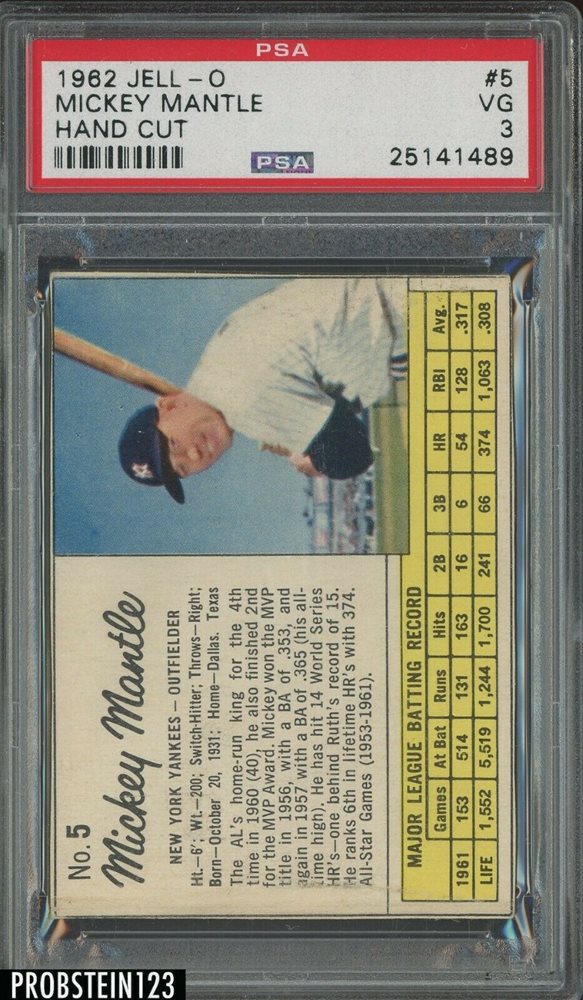 PSA
1962 JELL-O #5
MICKEY MANTLE VG
HAND CUT 3
PSA 25141489
No. 5
Mickey Mantle
NEW YORK YANKEES – OUTFIELDER
Ht.–6'; Wt.–200; Switch-Hitter; Throws–Right;
Born–October 20, 1931; Home–Dallas, Texas
The AL's home-run king for the 4th
time in 1960 (40), he also finished 2nd
for the MVP Award. Mickey won the MVP
title in 1956, with a BA of .353, and
again in 1957 with a BA of .365 (his all-
time high). He has hit 14 World Series
HR's–one behind Ruth's record of 15.
He ranks 6th in lifetime HR's with 374.
All-Star Games (1953-1961).
MAJOR LEAGUE BATTING RECORD
Games At Bat Runs Hits 2B 3B HR RBI Avg.
1961 153 514 131 163 16 6 54 128 .317
LIFE 1,552 5,519 1,244 1,700 241 66 374 1,063 .308
PROBSTEIN123